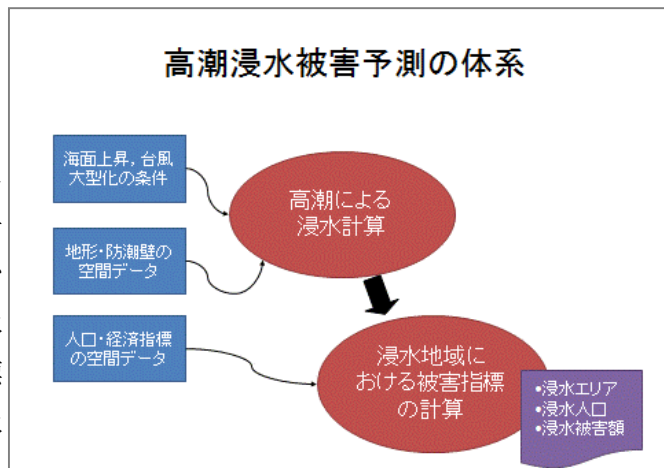 高潮浸水被害予測の体系
海面上昇，台風
大型化の条件
高潮による
浸水計算
地形・防潮壁の
空間データ
人口・経済指標
の空間データ
浸水地域に
おける被害指標
の計算
•浸水エリア
•浸水人口
•浸水被害額